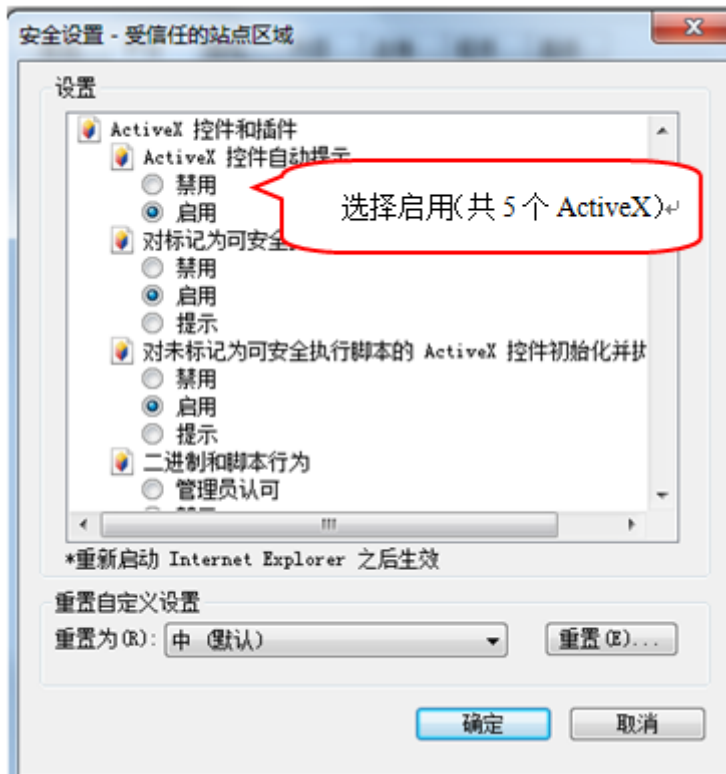 安全设置 - 受信任的站点区域
设置
ActiveX 控件和插件
ActiveX 控件自动提示
禁用
启用
选择启用(共 5 个 ActiveX)↵
对标记为可安全
禁用
启用
提示
对未标记为可安全执行脚本的 ActiveX 控件初始化并执
禁用
启用
提示
二进制和脚本行为
管理员认可
*重新启动 Internet Explorer 之后生效
重置自定义设置
重置为(R): 中 (默认)
重置(E)...
确定
取消